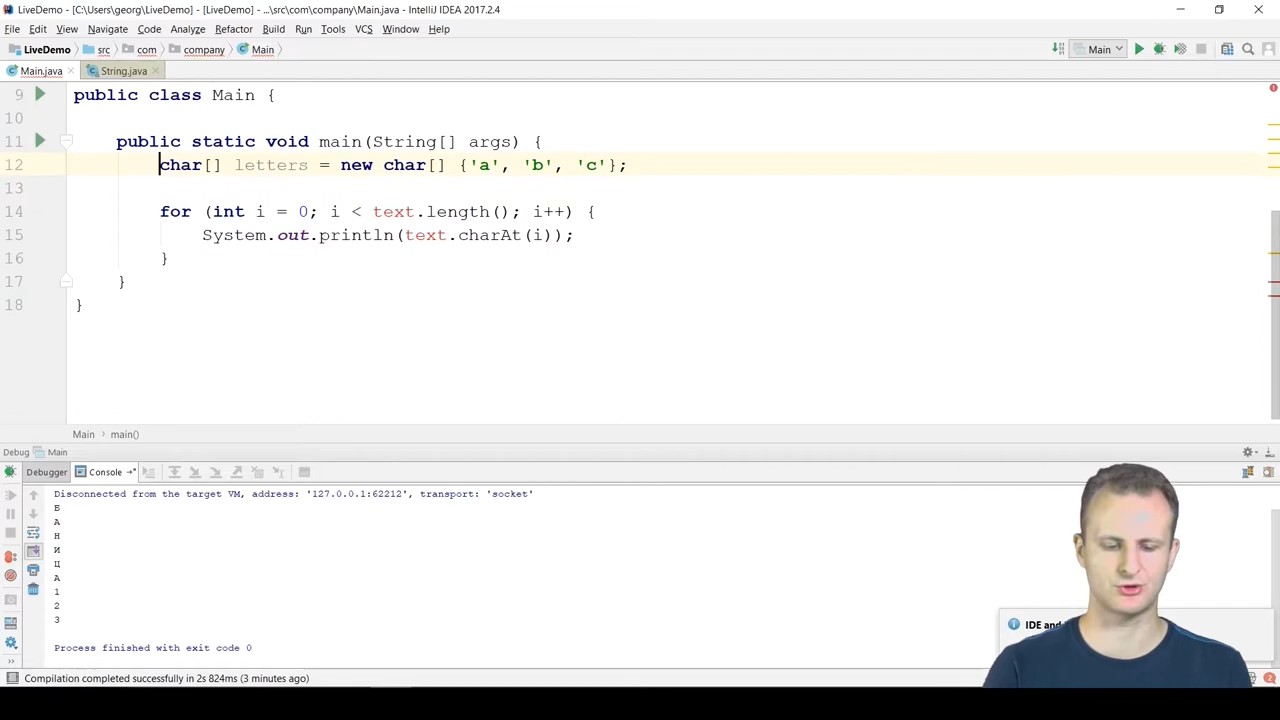 LiveDemo - [C:\Users\georg\LiveDemo] - [LiveDemo] - ...\src\com\company\Main.java - IntelliJ IDEA 2017.2.4
File Edit View Navigate Code Analyze Refactor Build Run Tools VCS Window Help
LiveDemo src com company Main Main
Main.java String.java
9 public class Main {
10
11 public static void main(String[] args) {
12 char[] letters = new char[] {'a', 'b', 'c'};
13
14 for (int i = 0; i < text.length(); i++) {
15 System.out.println(text.charAt(i));
16 }
17 }
18 }
Main main()
Debug Main
Debugger Console
Disconnected from the target VM, address: '127.0.0.1:62212', transport: 'socket'
Б
А
Н
И
Ц
А
1
2
3
IDE and
Process finished with exit code 0
Compilation completed successfully in 2s 824ms (3 minutes ago) 2